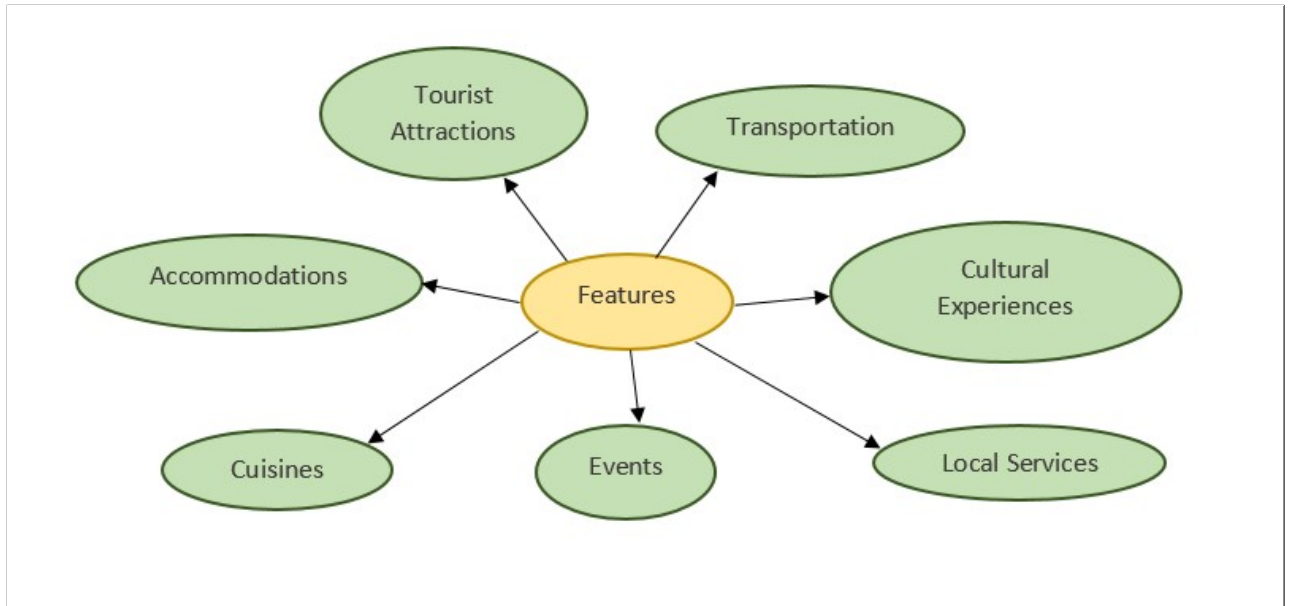 Tourist
Attractions
Transportation
Accommodations
Features
Cultural
Experiences
Cuisines
Events
Local Services